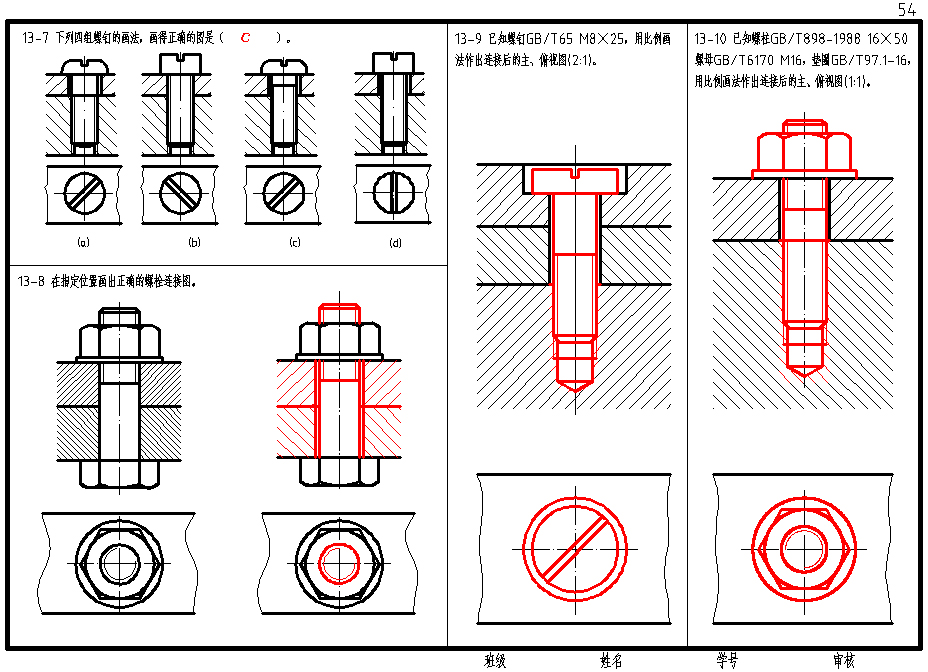 54
13-7 下列四组螺钉的画法，画得正确的图是（ C ）。
(a) (b) (c) (d)
13-8 在指定位置画出正确的螺栓连接图。
13-9 已知螺钉GB/T65 M8×25，用比例画
法作出连接后的主、俯视图(2:1)。
13-10 已知螺柱GB/T898-1988 16×50
螺母GB/T6170 M16，垫圈GB/T97.1-16，
用比例画法作出连接后的主、俯视图(1:1)。
班级 姓名 学号 审核